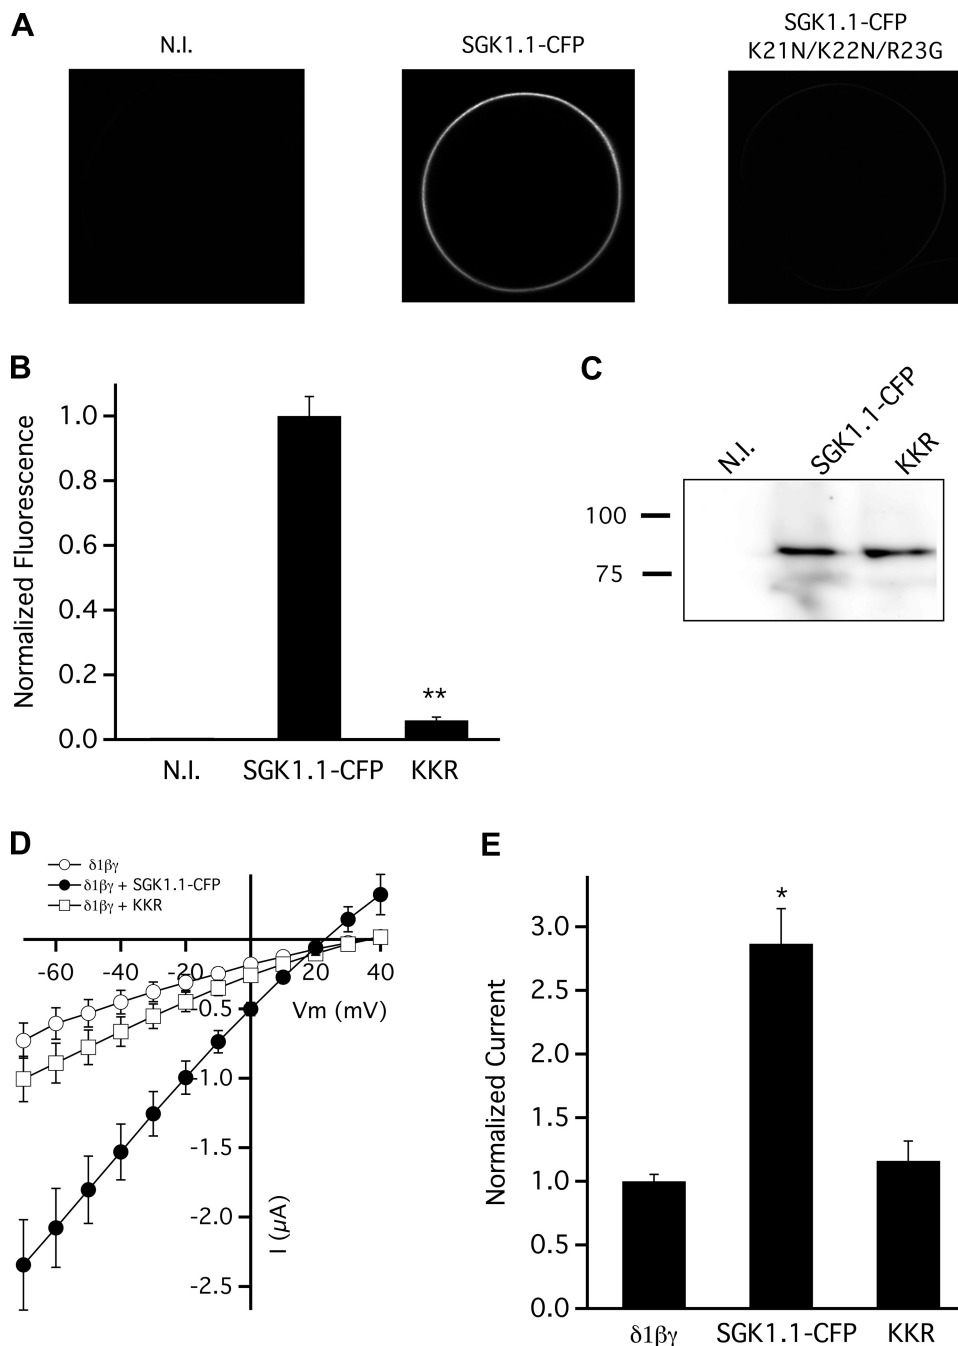 A
N.I.
SGK1.1-CFP
SGK1.1-CFP
K21N/K22N/R23G
B
Normalized Fluorescence
1.0
0.8
0.6
0.4
0.2
0.0
**
N.I.
SGK1.1-CFP
KKR
C
N.I.
SGK1.1-CFP
KKR
100
75
D
δ1βγ
δ1βγ + SGK1.1-CFP
δ1βγ + KKR
-60
-40
-20
20
40
Vm (mV)
-0.5
-1.0
-1.5
-2.0
-2.5
I (μA)
E
Normalized Current
3.0
2.5
2.0
1.5
1.0
0.5
0.0
*
δ1βγ
SGK1.1-CFP
KKR